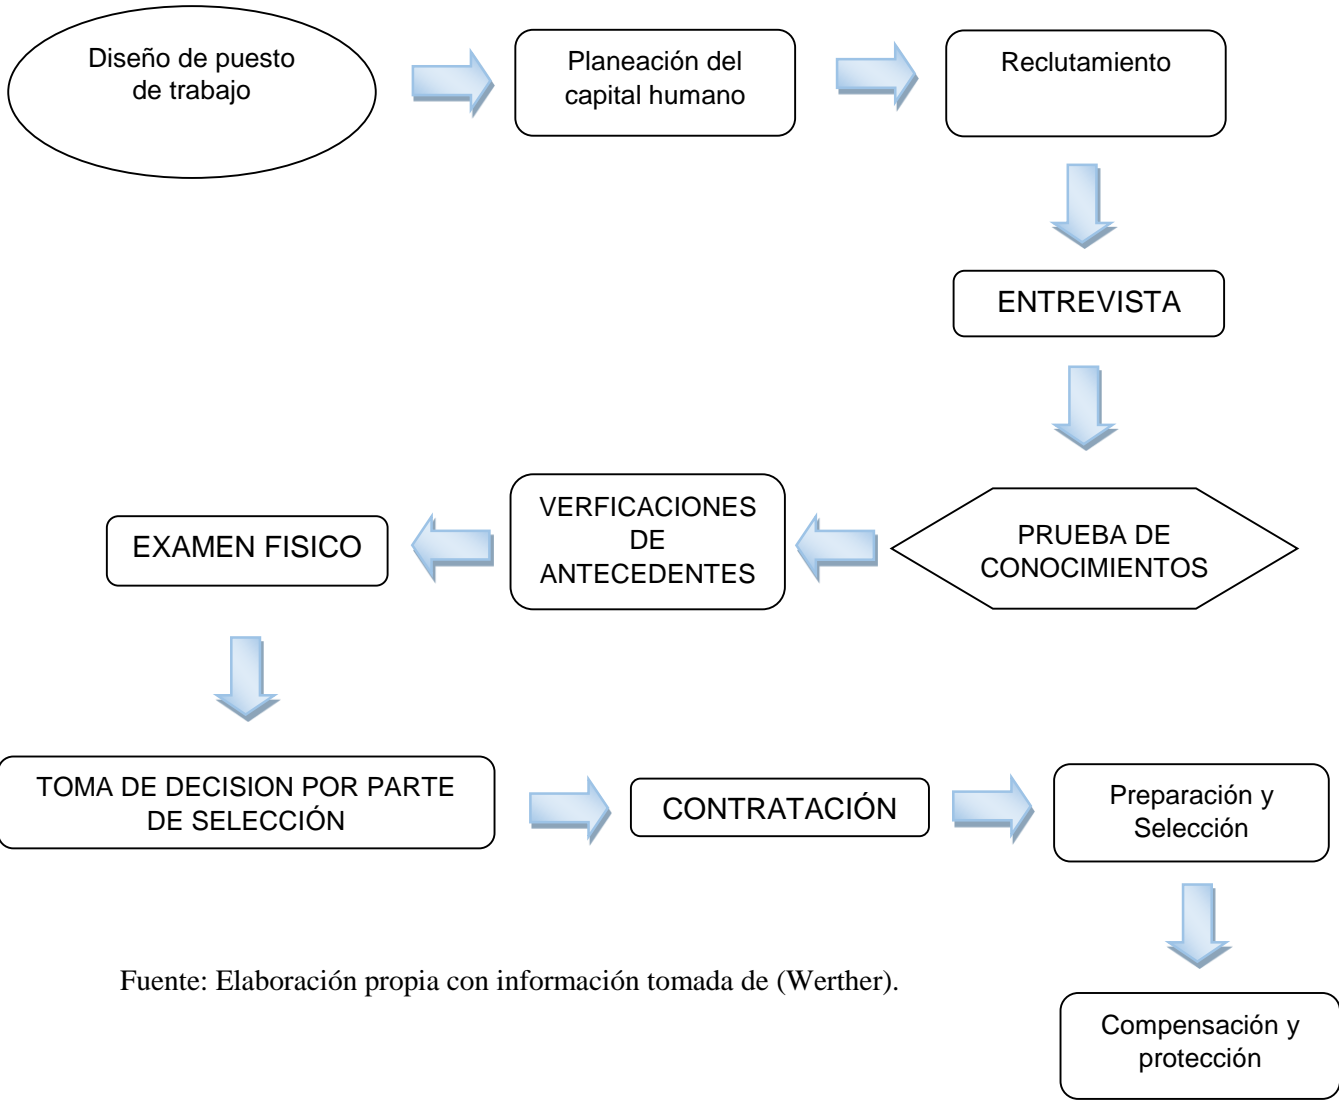 Diseño de puesto
de trabajo
Planeación del
capital humano
Reclutamiento
ENTREVISTA
PRUEBA DE
CONOCIMIENTOS
VERFICACIONES
DE
ANTECEDENTES
EXAMEN FISICO
TOMA DE DECISION POR PARTE
DE SELECCIÓN
CONTRATACIÓN
Preparación y
Selección
Compensación y
protección
Fuente: Elaboración propia con información tomada de (Werther).